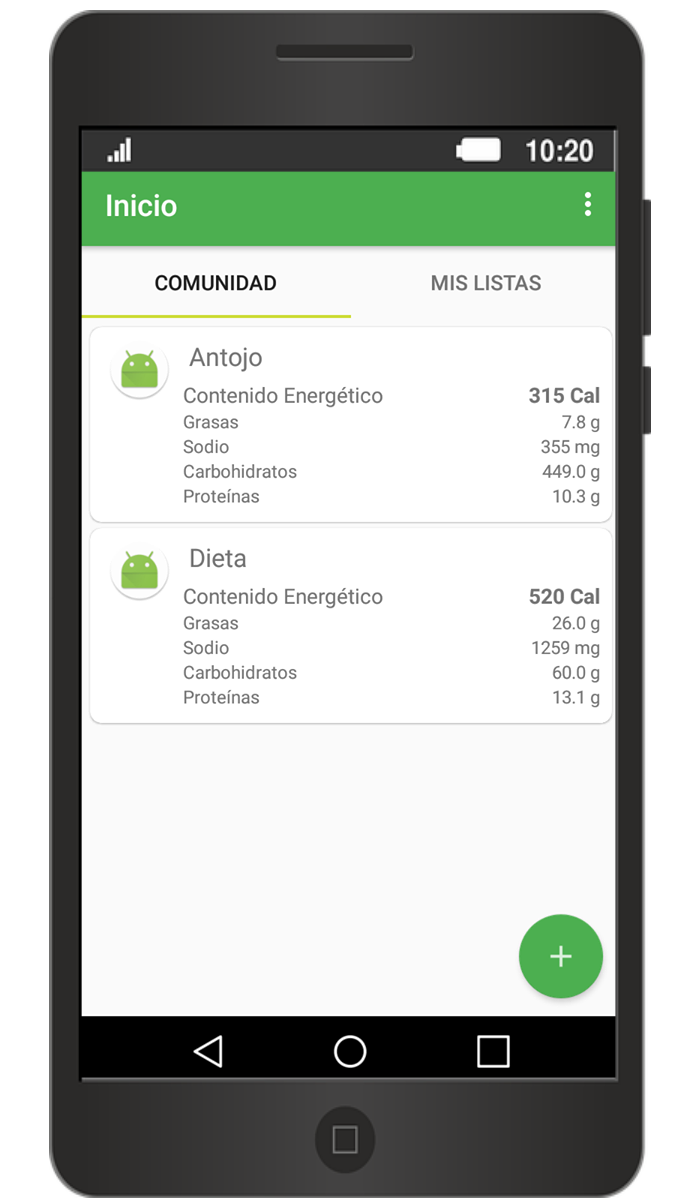 10:20
Inicio
COMUNIDAD MIS LISTAS
Antojo
Contenido Energético 315 Cal
Grasas 7.8 g
Sodio 355 mg
Carbohidratos 449.0 g
Proteínas 10.3 g
Dieta
Contenido Energético 520 Cal
Grasas 26.0 g
Sodio 1259 mg
Carbohidratos 60.0 g
Proteínas 13.1 g
+